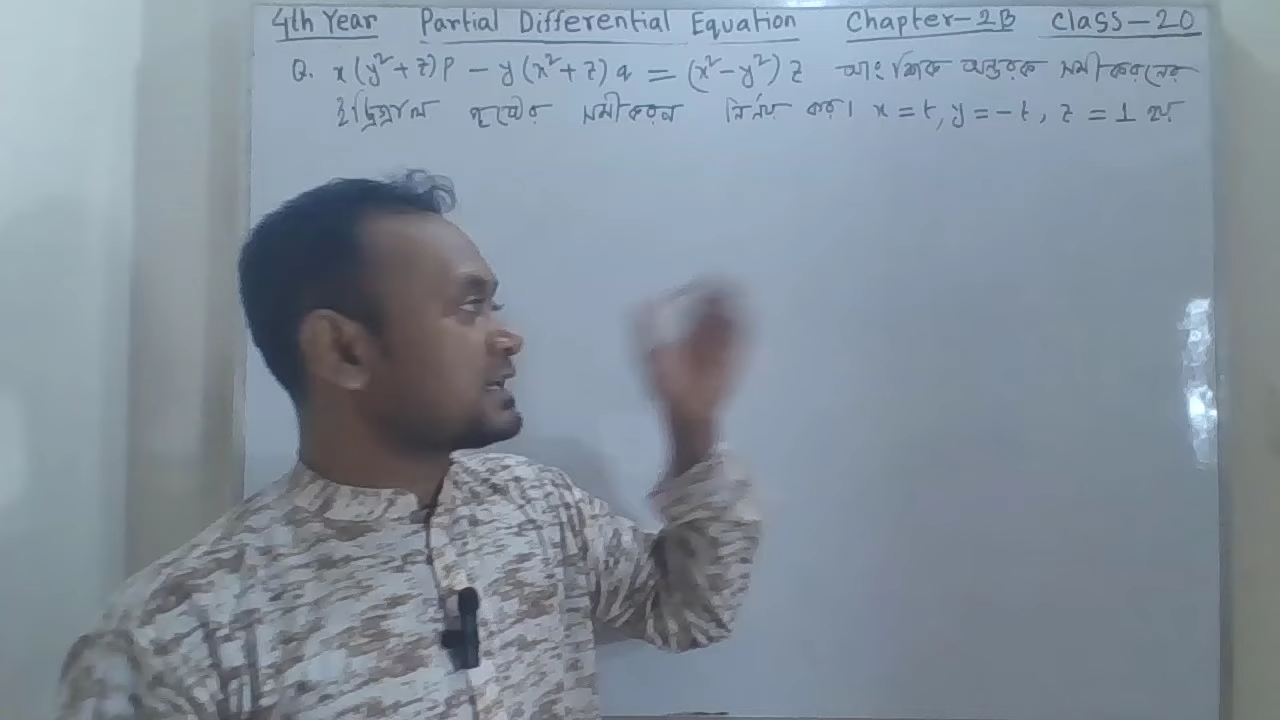 4th Year Partial Differential Equation Chapter-2B Class-20
Q. x(y²+z)p - y(x²+z)q = (x²-y²)z আংশিক অন্তরক সমীকরণের
ইন্টিগ্রাল পৃষ্ঠের সমীকরণ নির্ণয় কর। x=t, y=-t, z=1 হয়